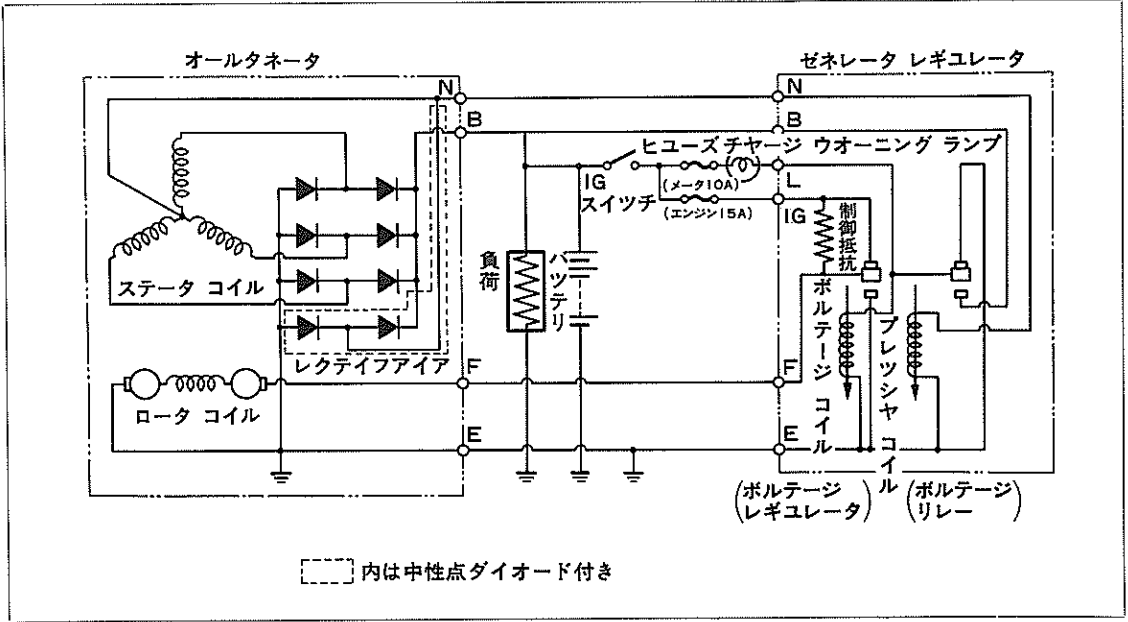 オールタネータ
ゼネレータ レギユレータ
N
N
B
B
ヒユーズ チヤージ ウオーニング ランプ
IG
スイツチ
(メータ10A)
L
(エンジン15A)
IG
制御抵抗
ステータ コイル
負荷
バツテリ
レクテイフアイア
ボルテージ コイル
プレツシヤ コイル
F
F
ロータ コイル
E
E
(ボルテージ
レギユレータ)
(ボルテージ
リレー)
内は中性点ダイオード付き